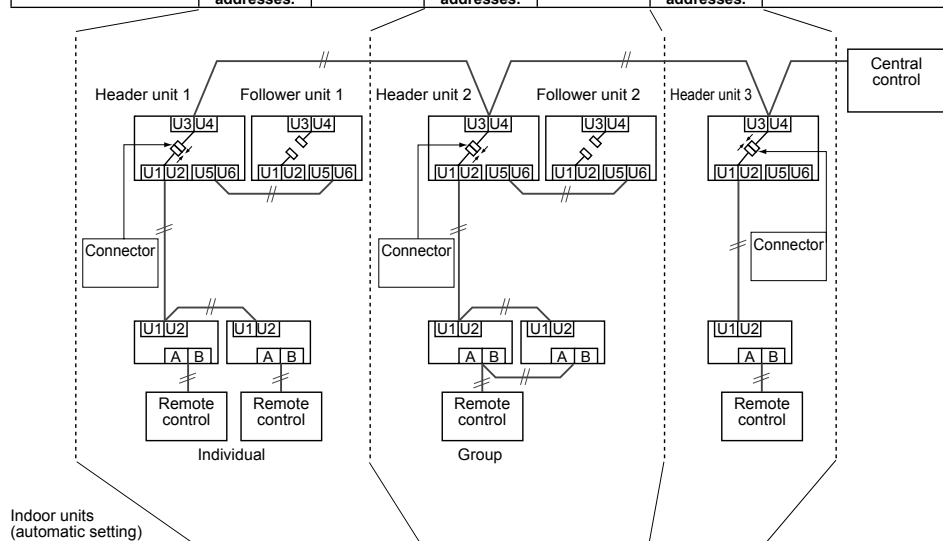 addresses. addresses. addresses.
Central
control
Header unit 1 Follower unit 1 Header unit 2 Follower unit 2 Header unit 3
U3 U4 U3 U4 U3 U4 U3 U4 U3 U4
U1 U2 U5 U6 U1 U2 U5 U6 U1 U2 U5 U6 U1 U2 U5 U6 U1 U2 U5 U6
Connector Connector Connector
U1 U2 U1 U2 U1 U2 U1 U2 U1 U2
A B A B A B A B A B
Remote
control
Remote
control
Remote
control
Remote
control
Individual Group
Indoor units
(automatic setting)